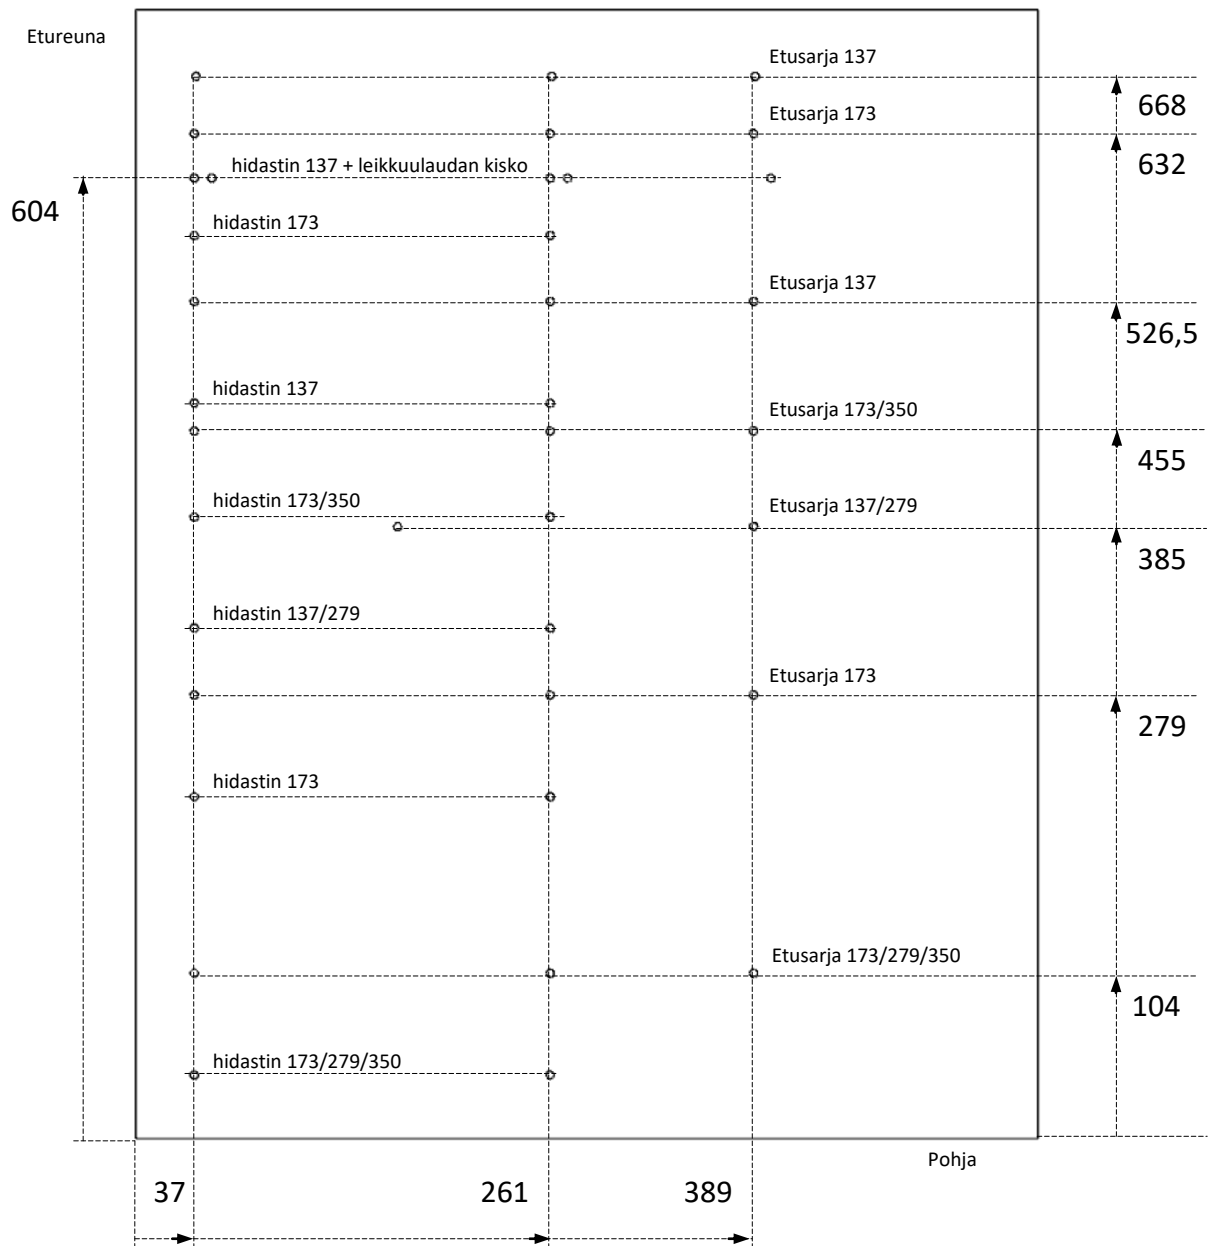 Etureuna
Etusarja 137
668
Etusarja 173
632
hidastin 137 + leikkuulaudan kisko
604
hidastin 173
Etusarja 137
526,5
hidastin 137
Etusarja 173/350
455
hidastin 173/350
Etusarja 137/279
385
hidastin 137/279
Etusarja 173
279
hidastin 173
Etusarja 173/279/350
104
hidastin 173/279/350
Pohja
37
261
389